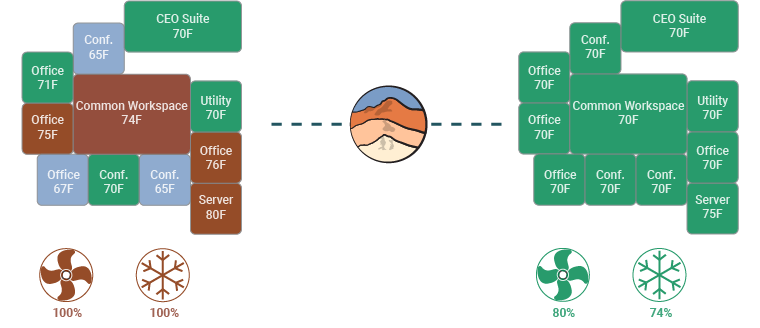 CEO Suite
70F
Conf.
65F
Office
71F
Common Workspace
74F
Utility
70F
Office
75F
Office
76F
Office
67F
Conf.
70F
Conf.
65F
Server
80F
100%
100%
CEO Suite
70F
Conf.
70F
Office
70F
Common Workspace
70F
Utility
70F
Office
70F
Office
70F
Office
70F
Conf.
70F
Conf.
70F
Server
75F
80%
74%